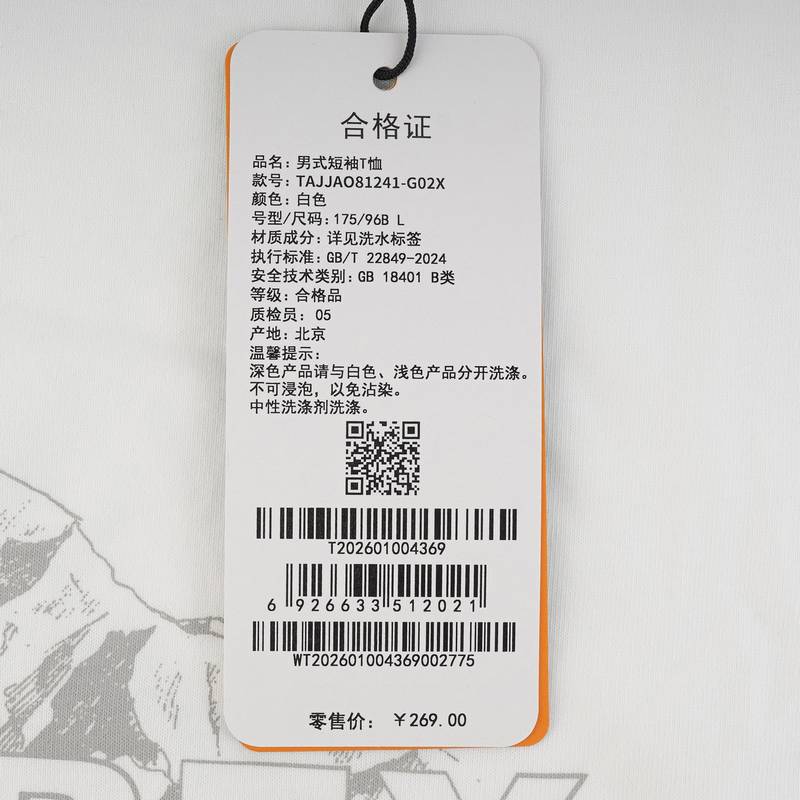 合格证
品名：男式短袖T恤
款号：TAJJAO81241-G02X
颜色：白色
号型/尺码：175/96B L
材质成分：详见洗水标签
执行标准：GB/T 22849-2024
安全技术类别：GB 18401 B类
等级：合格品
质检员：05
产地：北京
温馨提示：
深色产品请与白色、浅色产品分开洗涤。
不可浸泡，以免沾染。
中性洗涤剂洗涤。
T202601004369
6 926633 512021
WT202601004369002775
零售价：￥269.00